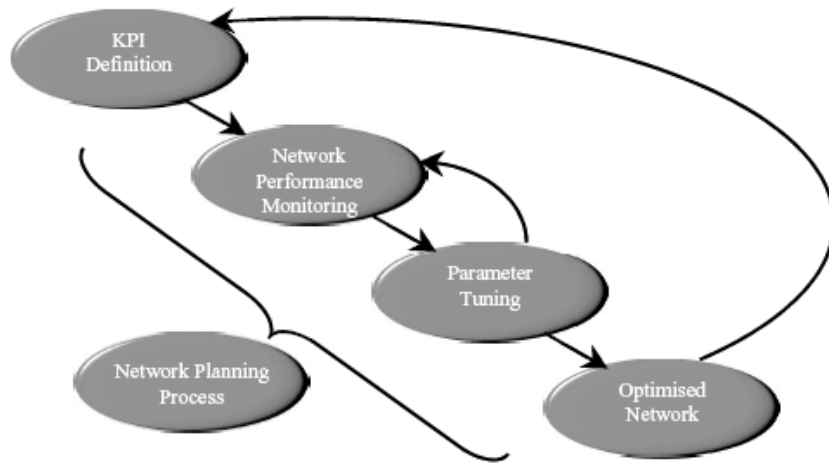 KPI
Definition
Network
Performance
Monitoring
Parameter
Tuning
Network Planning
Process
Optimised
Network